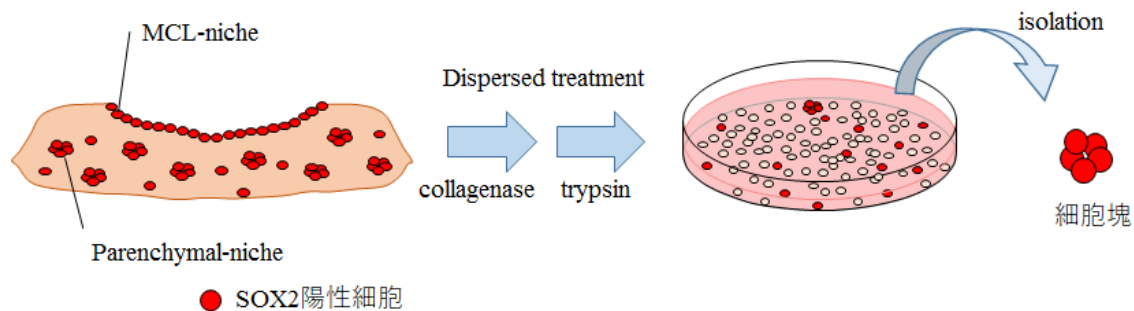 MCL-niche
Parenchymal-niche
SOX2陽性細胞
Dispersed treatment
collagenase
trypsin
isolation
細胞塊